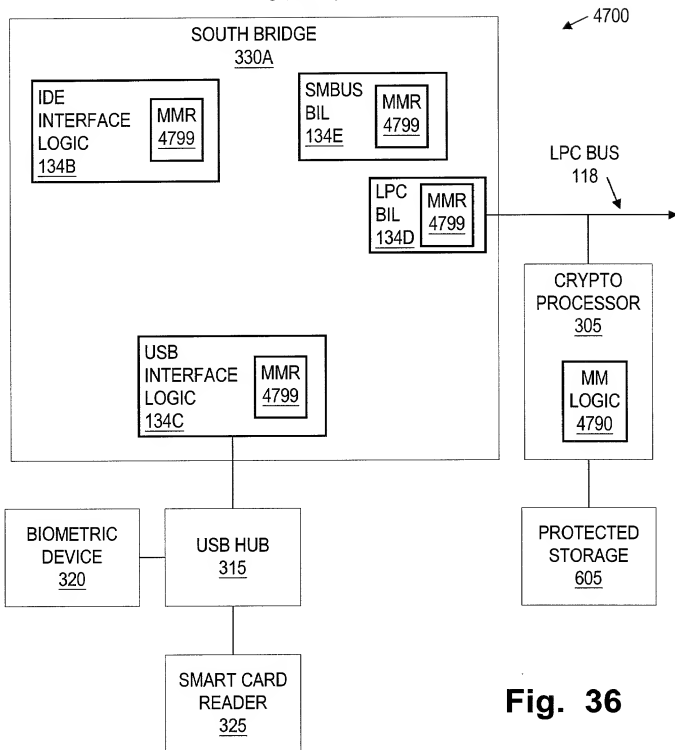 4700
SOUTH BRIDGE
330A
IDE
INTERFACE
LOGIC
134B
MMR
4799
SMBUS
BIL
134E
MMR
4799
LPC
BIL
134D
MMR
4799
LPC BUS
118
CRYPTO
PROCESSOR
305
MM
LOGIC
4790
USB
INTERFACE
LOGIC
134C
MMR
4799
BIOMETRIC
DEVICE
320
USB HUB
315
PROTECTED
STORAGE
605
SMART CARD
READER
325
Fig. 36